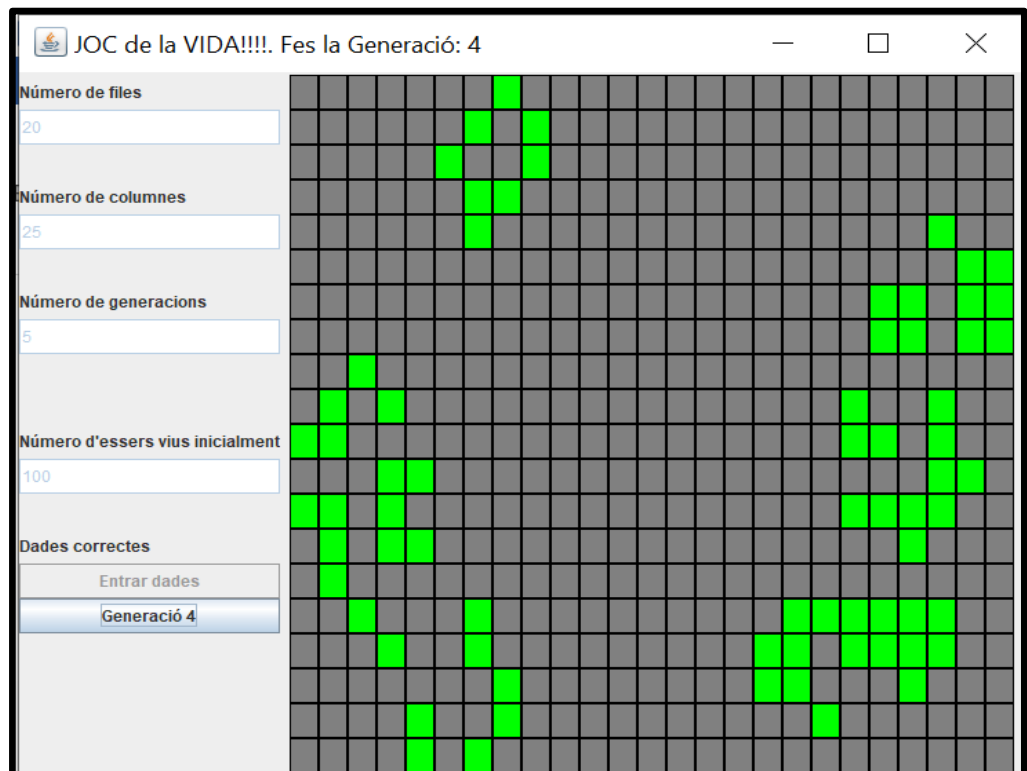 JOC de la VIDA!!!!. Fes la Generació: 4
Número de files
20
Número de columnes
25
Número de generacions
5
Número d'essers vius inicialment
100
Dades correctes
Entrar dades
Generació 4